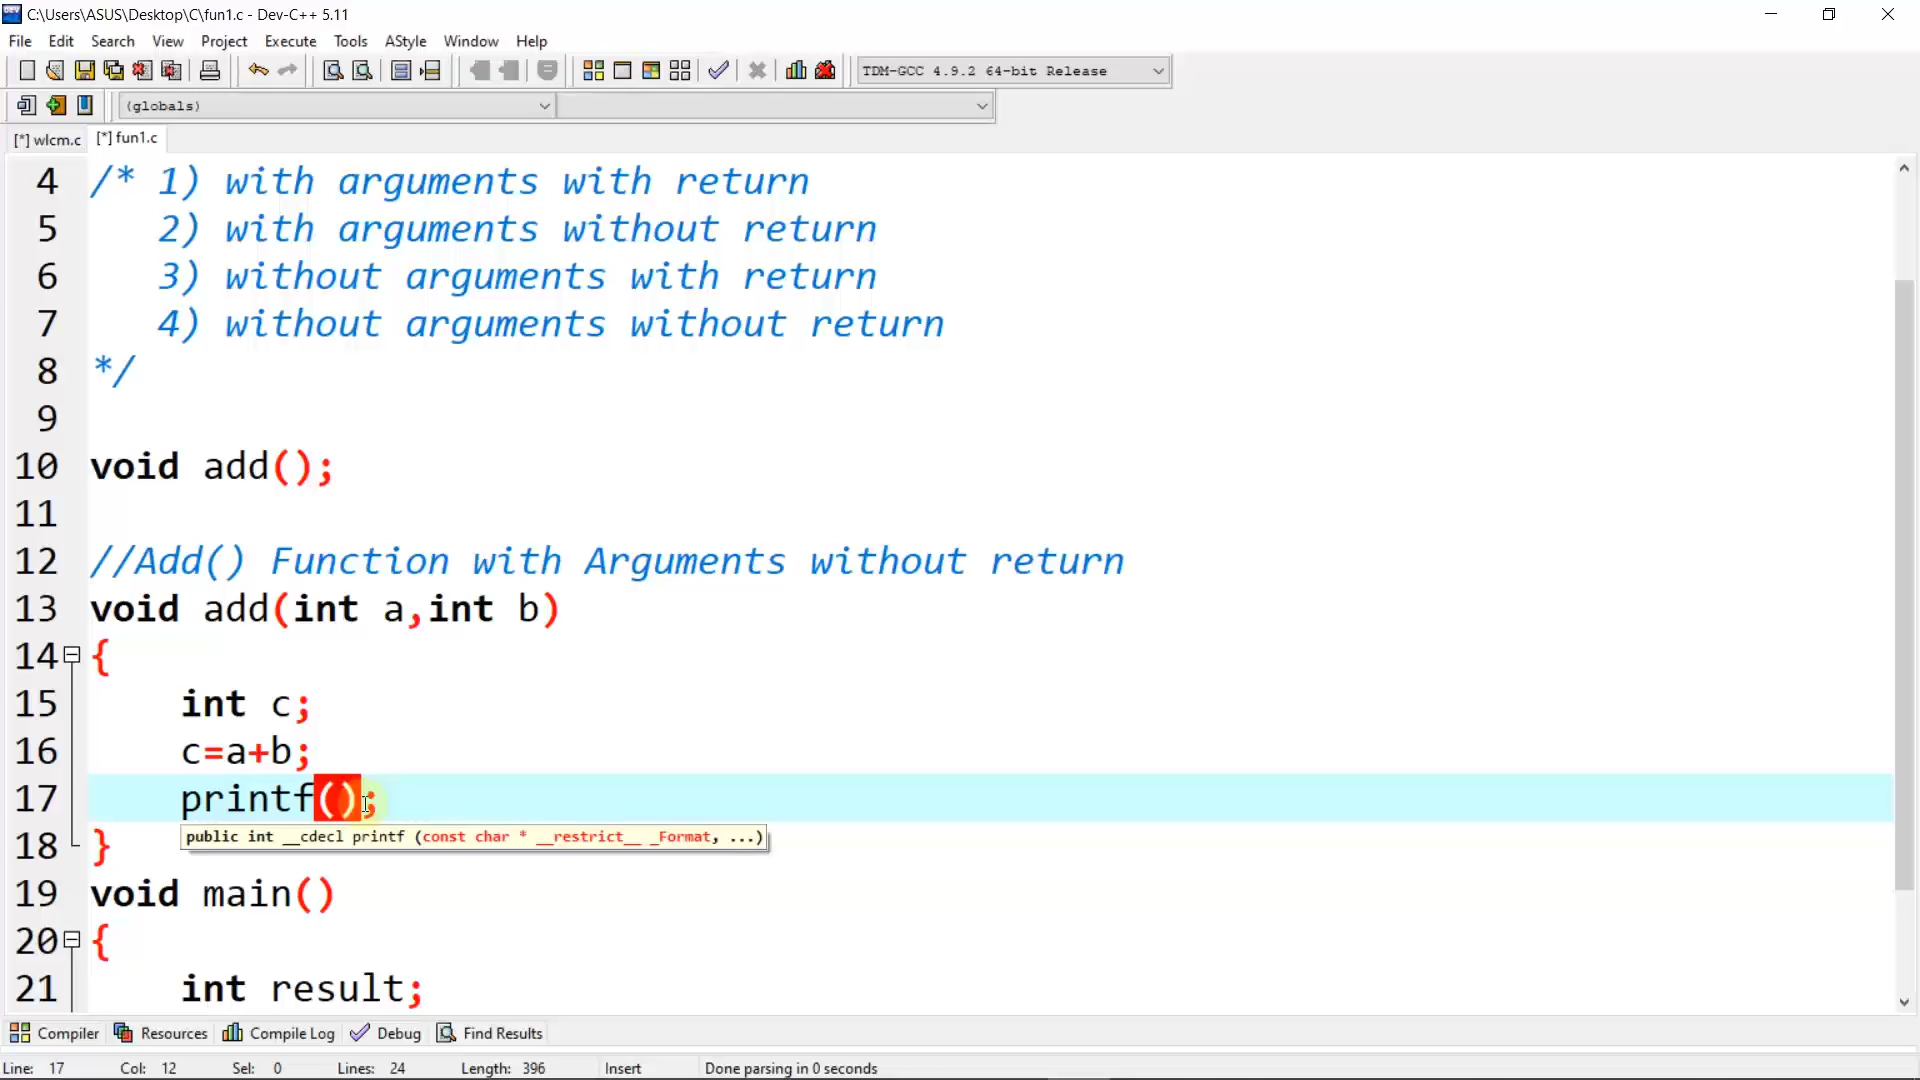 C:\Users\ASUS\Desktop\C\fun1.c - Dev-C++ 5.11
File Edit Search View Project Execute Tools AStyle Window Help
TDM-GCC 4.9.2 64-bit Release
(globals)
[*] wlcm.c [*] fun1.c
4 /* 1) with arguments with return
5 2) with arguments without return
6 3) without arguments with return
7 4) without arguments without return
8 */
9
10 void add();
11
12 //Add() Function with Arguments without return
13 void add(int a,int b)
14 {
15 int c;
16 c=a+b;
17 printf();
public int __cdecl printf (const char * __restrict__ _Format, ...)
18 }
19 void main()
20 {
21 int result;
Compiler Resources Compile Log Debug Find Results
Line: 17 Col: 12 Sel: 0 Lines: 24 Length: 396 Insert Done parsing in 0 seconds